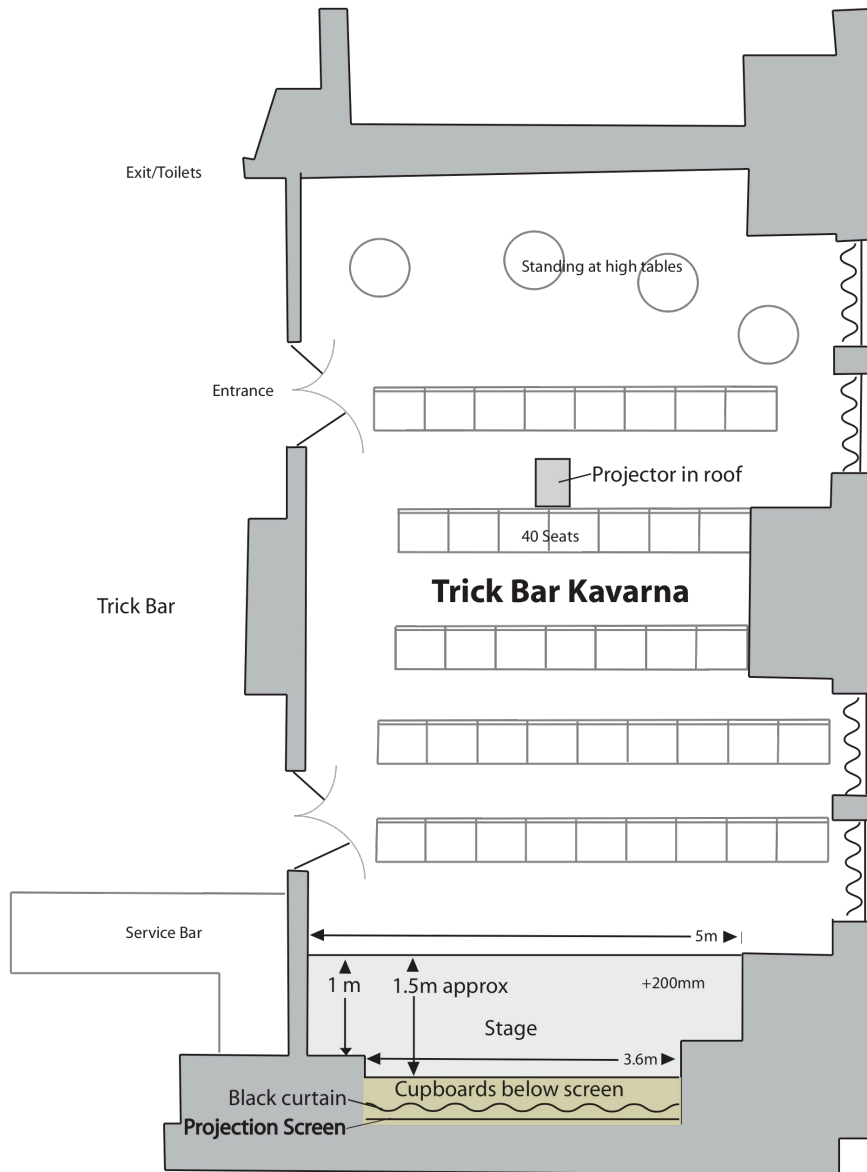 Exit/Toilets
Standing at high tables
Entrance
Projector in roof
40 Seats
Trick Bar Kavarna
Trick Bar
Service Bar
5m
1 m
1.5m approx
+200mm
Stage
3.6m
Cupboards below screen
Black curtain
Projection Screen